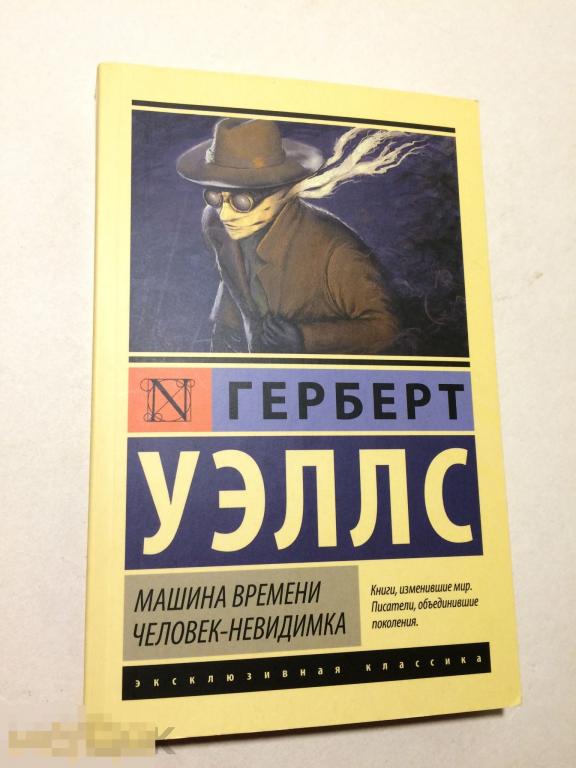 N
ГЕРБЕРТ
УЭЛЛС
МАШИНА ВРЕМЕНИ
ЧЕЛОВЕК-НЕВИДИМКА
Книги, изменившие мир.
Писатели, объединившие
поколения.
эксклюзивная классика